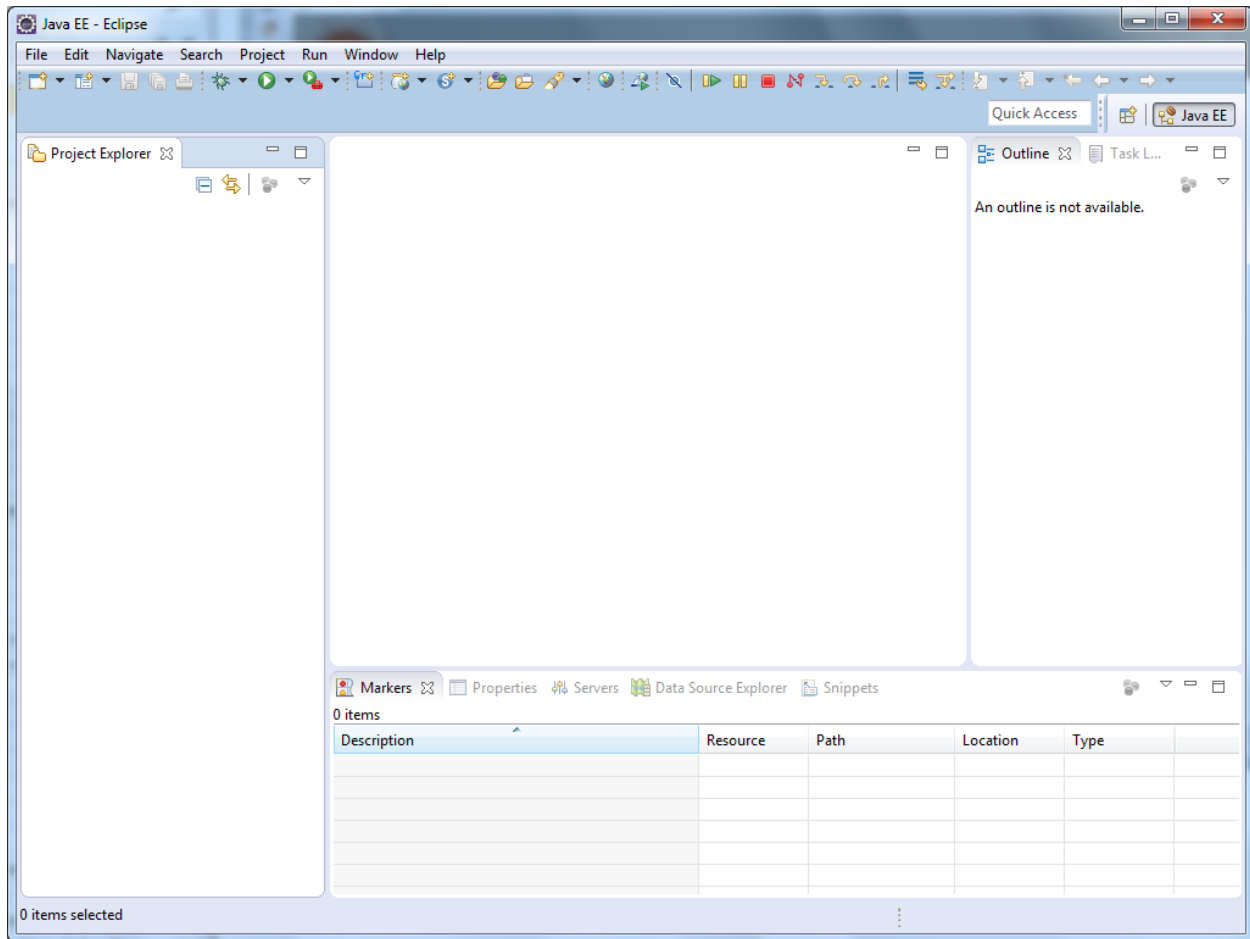 Java EE - Eclipse
File Edit Navigate Search Project Run Window Help
Quick Access Java EE
Project Explorer
Outline Task L...
An outline is not available.
Markers Properties Servers Data Source Explorer Snippets
0 items
Description Resource Path Location Type
0 items selected